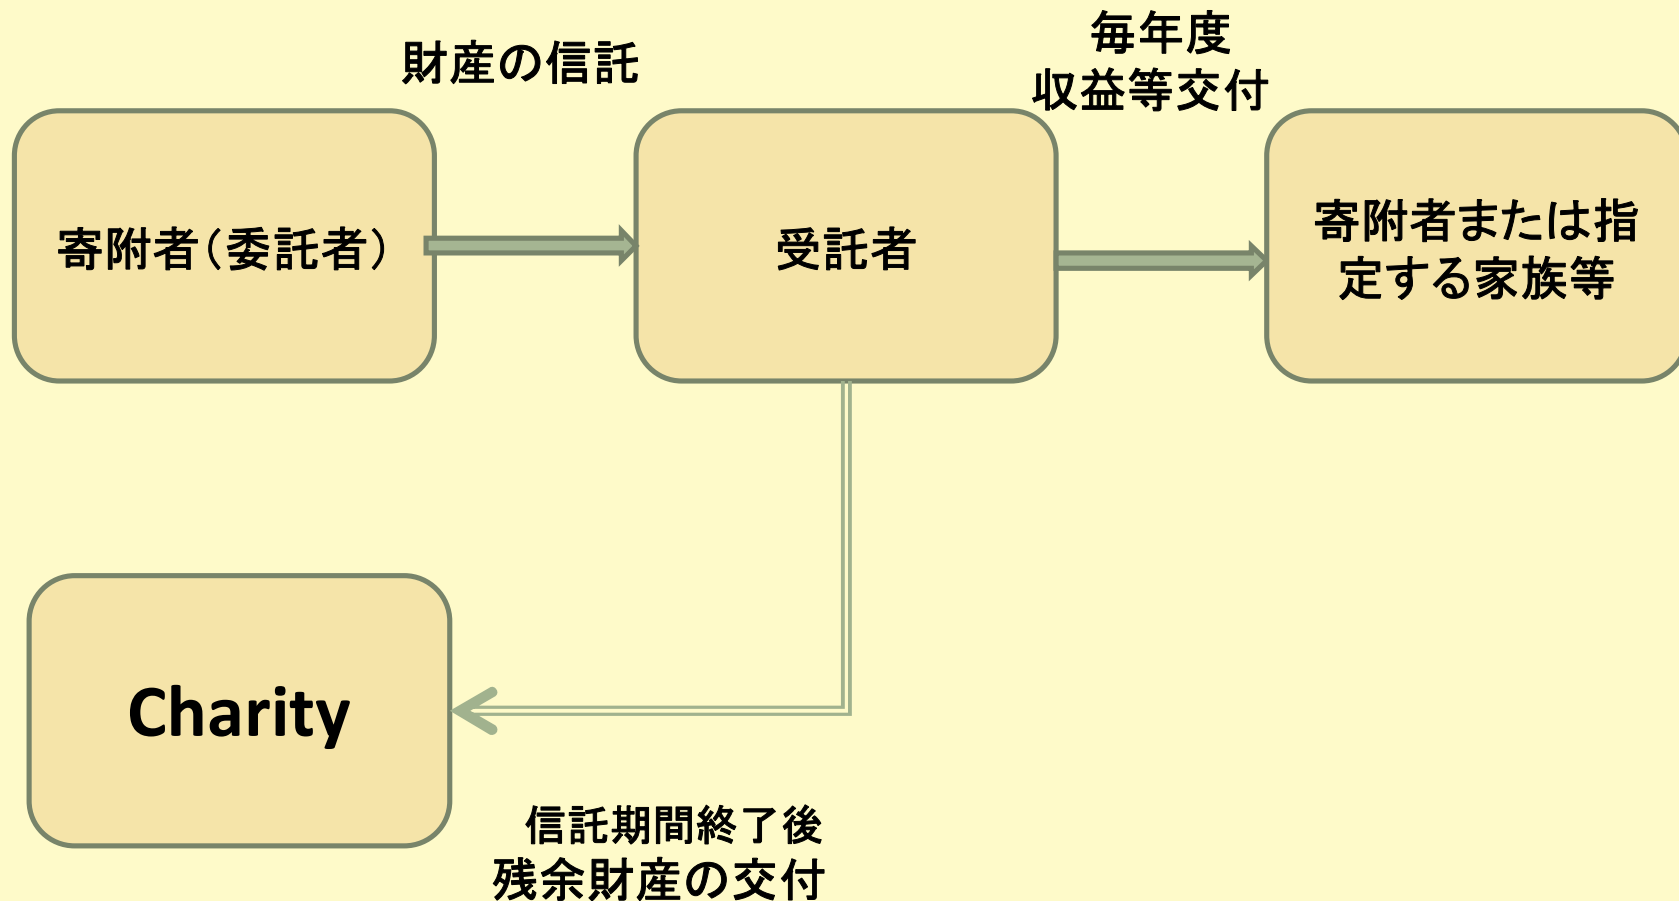 財産の信託
毎年度
収益等交付
寄附者（委託者）
受託者
寄附者または指
定する家族等
Charity
信託期間終了後
残余財産の交付